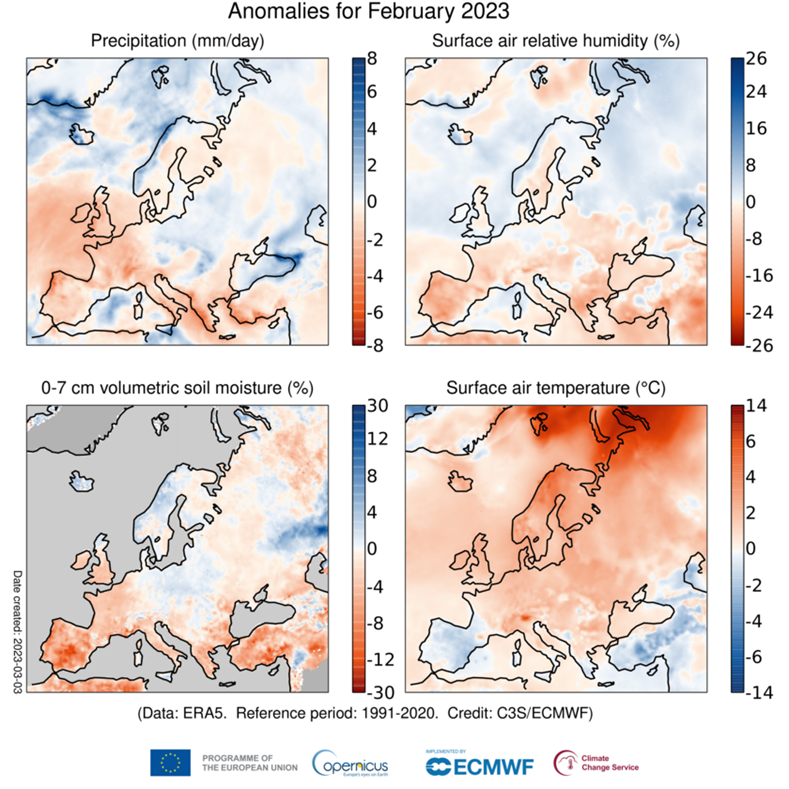 Anomalies for February 2023
Precipitation (mm/day)
8
6
4
2
0
-2
-4
-6
-8
Surface air relative humidity (%)
26
24
16
8
0
-8
-16
-24
-26
0-7 cm volumetric soil moisture (%)
30
12
8
4
0
-4
-8
-12
-30
Surface air temperature (°C)
14
6
4
2
0
-2
-4
-6
-14
Date created: 2023-03-03
(Data: ERA5. Reference period: 1991-2020. Credit: C3S/ECMWF)
PROGRAMME OF
THE EUROPEAN UNION
opernicus
Europe's eyes on Earth
IMPLEMENTED BY
ECMWF
Climate
Change Service